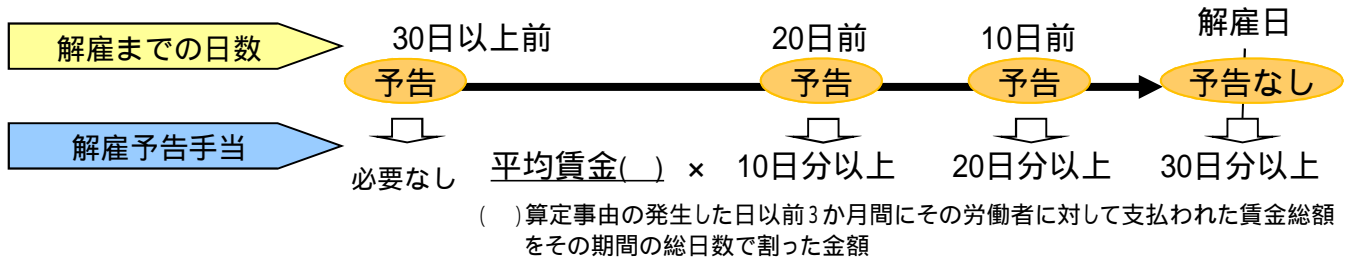 解雇までの日数
30日以上前
20日前
10日前
解雇日
予告
予告
予告
予告なし
解雇予告手当
必要なし
平均賃金( ) × 10日分以上
20日分以上
30日分以上
( )算定事由の発生した日以前3か月間にその労働者に対して支払われた賃金総額
をその期間の総日数で割った金額